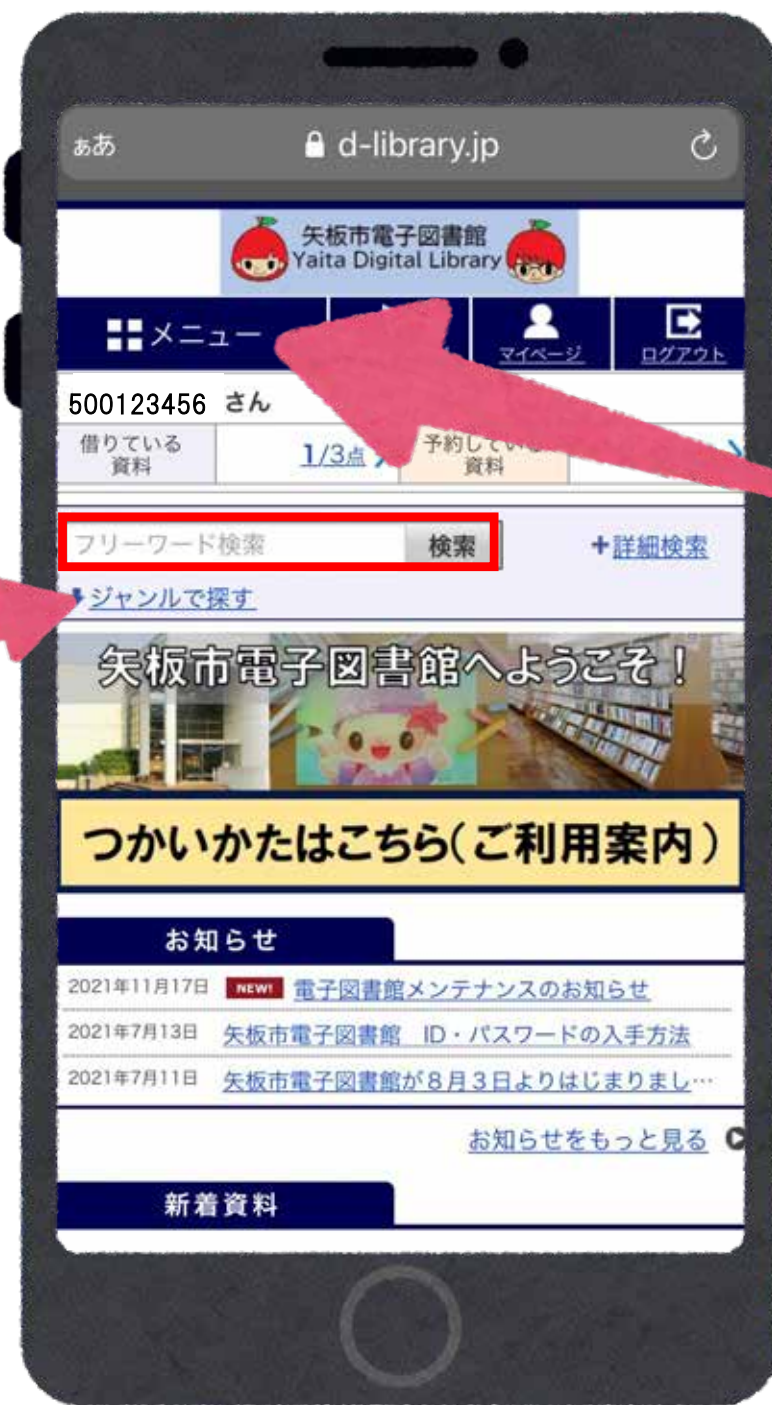 ぁあ d-library.jp
矢板市電子図書館
Yaita Digital Library
メニュー マイページ ログアウト
500123456 さん
借りている資料 1/3点 予約している資料
フリーワード検索 検索 +詳細検索
ジャンルで探す
矢板市電子図書館へようこそ!
つかいかたはこちら(ご利用案内)
お知らせ
2021年11月17日 NEW! 電子図書館メンテナンスのお知らせ
2021年7月13日 矢板市電子図書館 ID・パスワードの入手方法
2021年7月11日 矢板市電子図書館が8月3日よりはじまりまし…
お知らせをもっと見る
新着資料